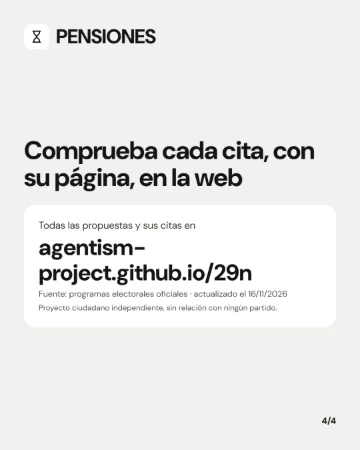 PENSIONES
Comprueba cada cita, con
su página, en la web
Todas las propuestas y sus citas en
agentism-
project.github.io/29n
Fuente: programas electorales oficiales · actualizado el 16/11/2026
Proyecto ciudadano independiente, sin relación con ningún partido.
4/4